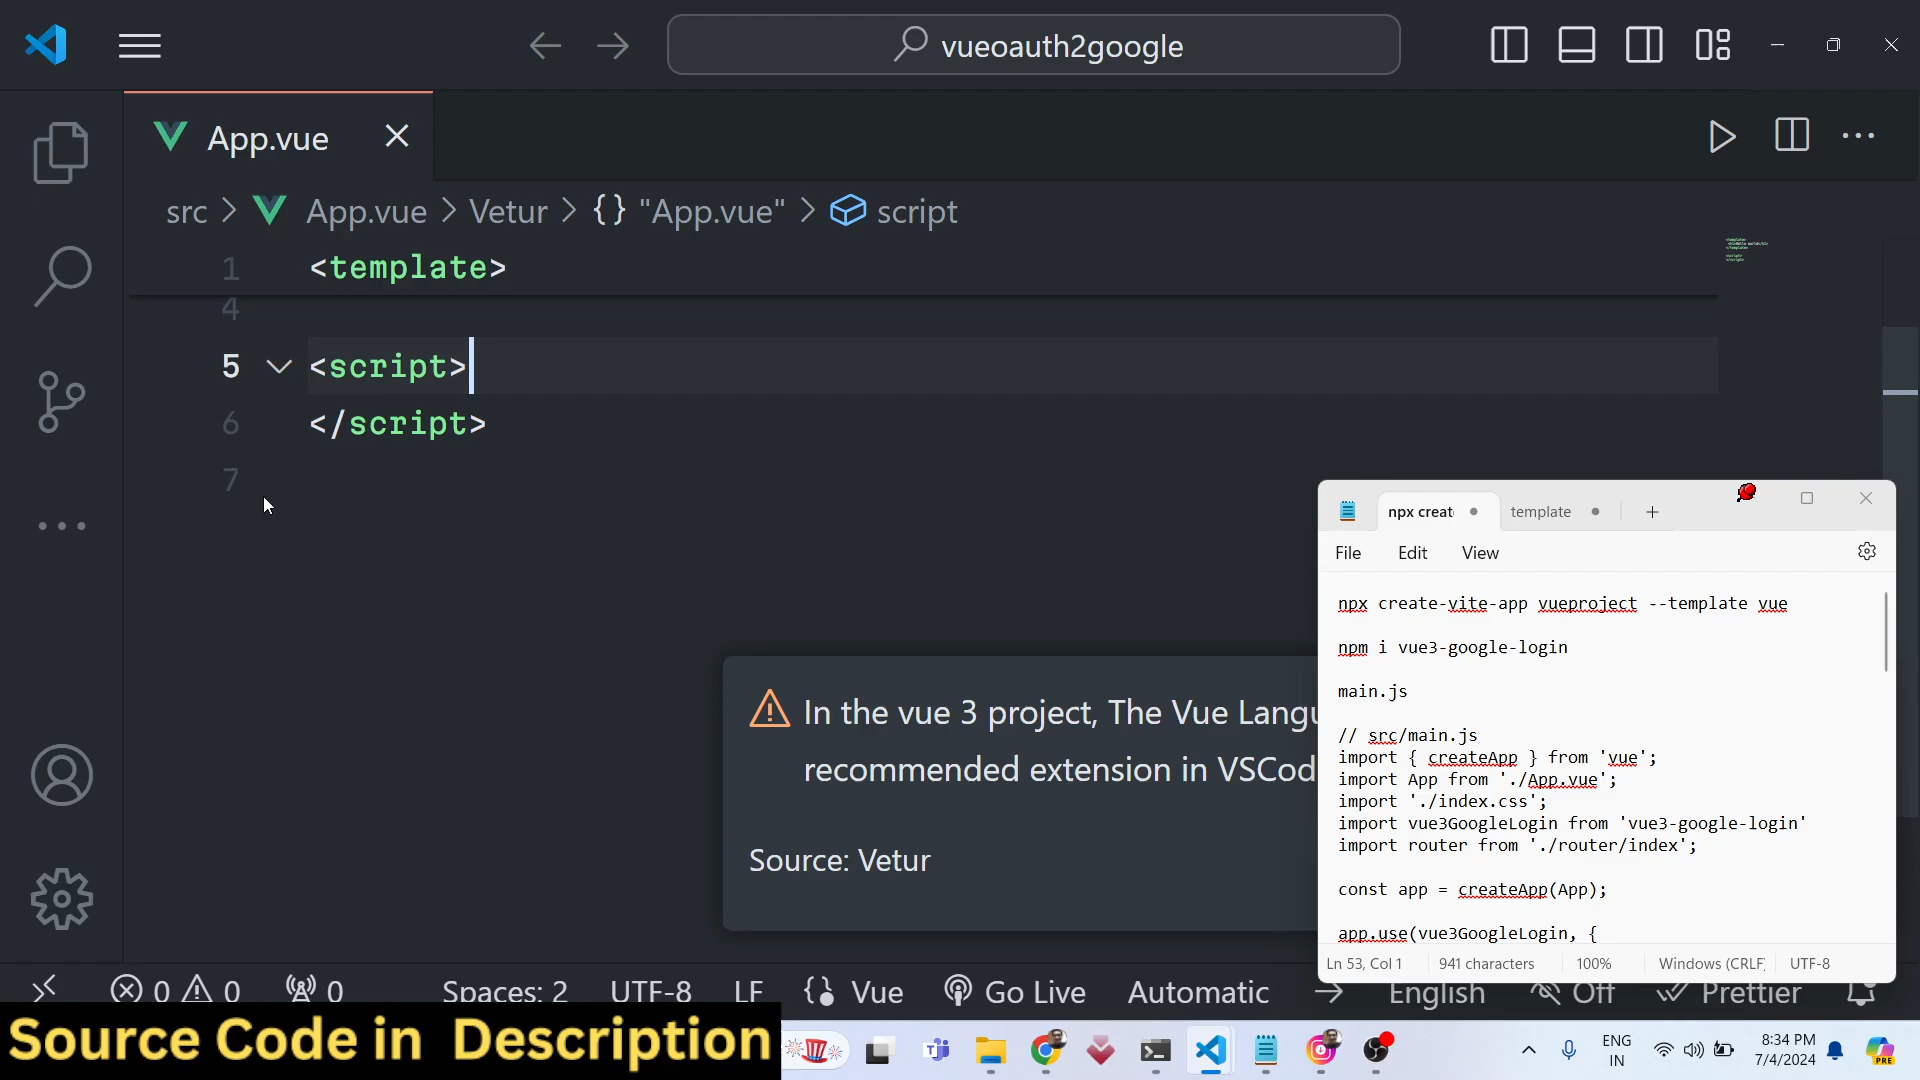 vueoauth2google
App.vue
src > App.vue > Vetur > {} "App.vue" > script
1 <template>
4
5 <script>
6 </script>
7
In the vue 3 project, The Vue Langu
recommended extension in VSCod
Source: Vetur
npx creat
template
File Edit View
npx create-vite-app vueproject --template vue
npm i vue3-google-login
main.js
// src/main.js
import { createApp } from 'vue';
import App from './App.vue';
import './index.css';
import vue3GoogleLogin from 'vue3-google-login'
import router from './router/index';
const app = createApp(App);
app.use(vue3GoogleLogin, {
Ln 53, Col 1 941 characters 100% Windows (CRLF) UTF-8
0 0 0 Spaces: 2 UTF-8 LF {} Vue Go Live Automatic English Off Prettier
Source Code in Description
ENG
IN
8:34 PM
7/4/2024
PRE